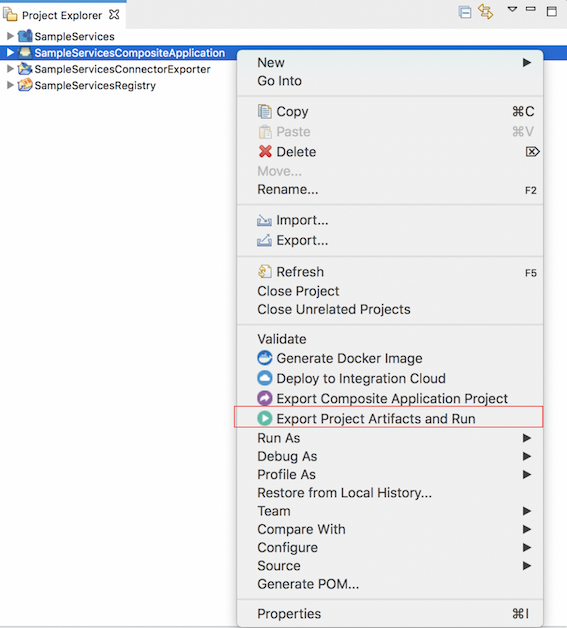 Project Explorer
SampleServices
SampleServicesCompositeApplication
SampleServicesConnectorExporter
SampleServicesRegistry
New
Go Into
Copy ⌘C
Paste ⌘V
Delete ⌦
Move...
Rename... F2
Import...
Export...
Refresh F5
Close Project
Close Unrelated Projects
Validate
Generate Docker Image
Deploy to Integration Cloud
Export Composite Application Project
Export Project Artifacts and Run
Run As
Debug As
Profile As
Restore from Local History...
Team
Compare With
Configure
Source
Generate POM...
Properties ⌘I